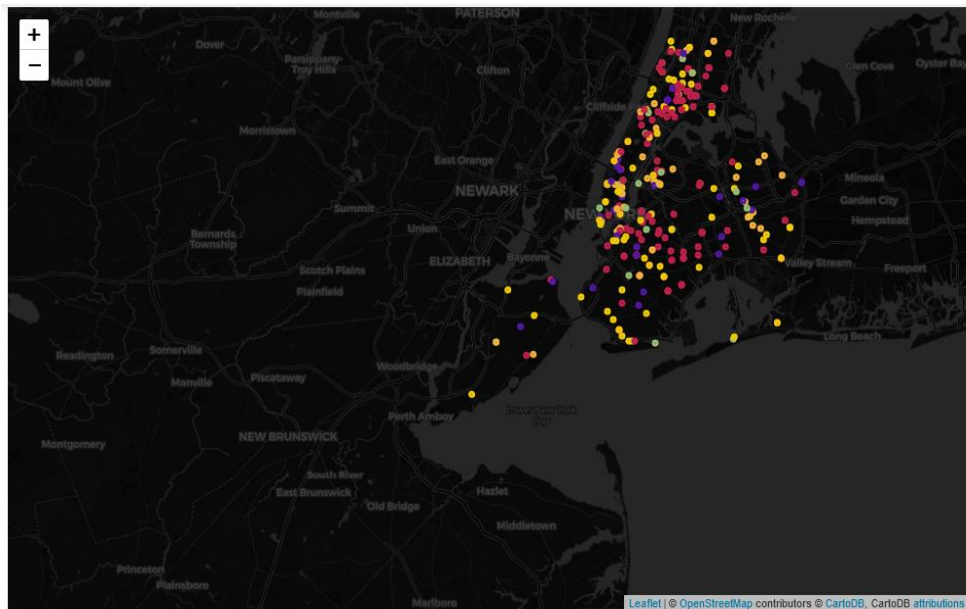 +
−
Montville
PATERSON
New Rochelle
Dover
Parsippany-
Troy Hills
Clifton
Glen Cove
Oyster Bay
Mount Olive
Cliffside
Morristown
East Orange
NEWARK
Mineola
Garden City
Hempstead
Summit
NEW
Union
Bernards
Township
ELIZABETH
Bayonne
Valley Stream
Freeport
Scotch Plains
Plainfield
Long Beach
Readington
Somerville
Woodbridge
Manville
Piscataway
Perth Amboy
Lower New York
Bay
NEW BRUNSWICK
Montgomery
South River
East Brunswick
Hazlet
Old Bridge
Middletown
Princeton
Plainsboro
Marlboro
Leaflet | © OpenStreetMap contributors © CartoDB, CartoDB attributions